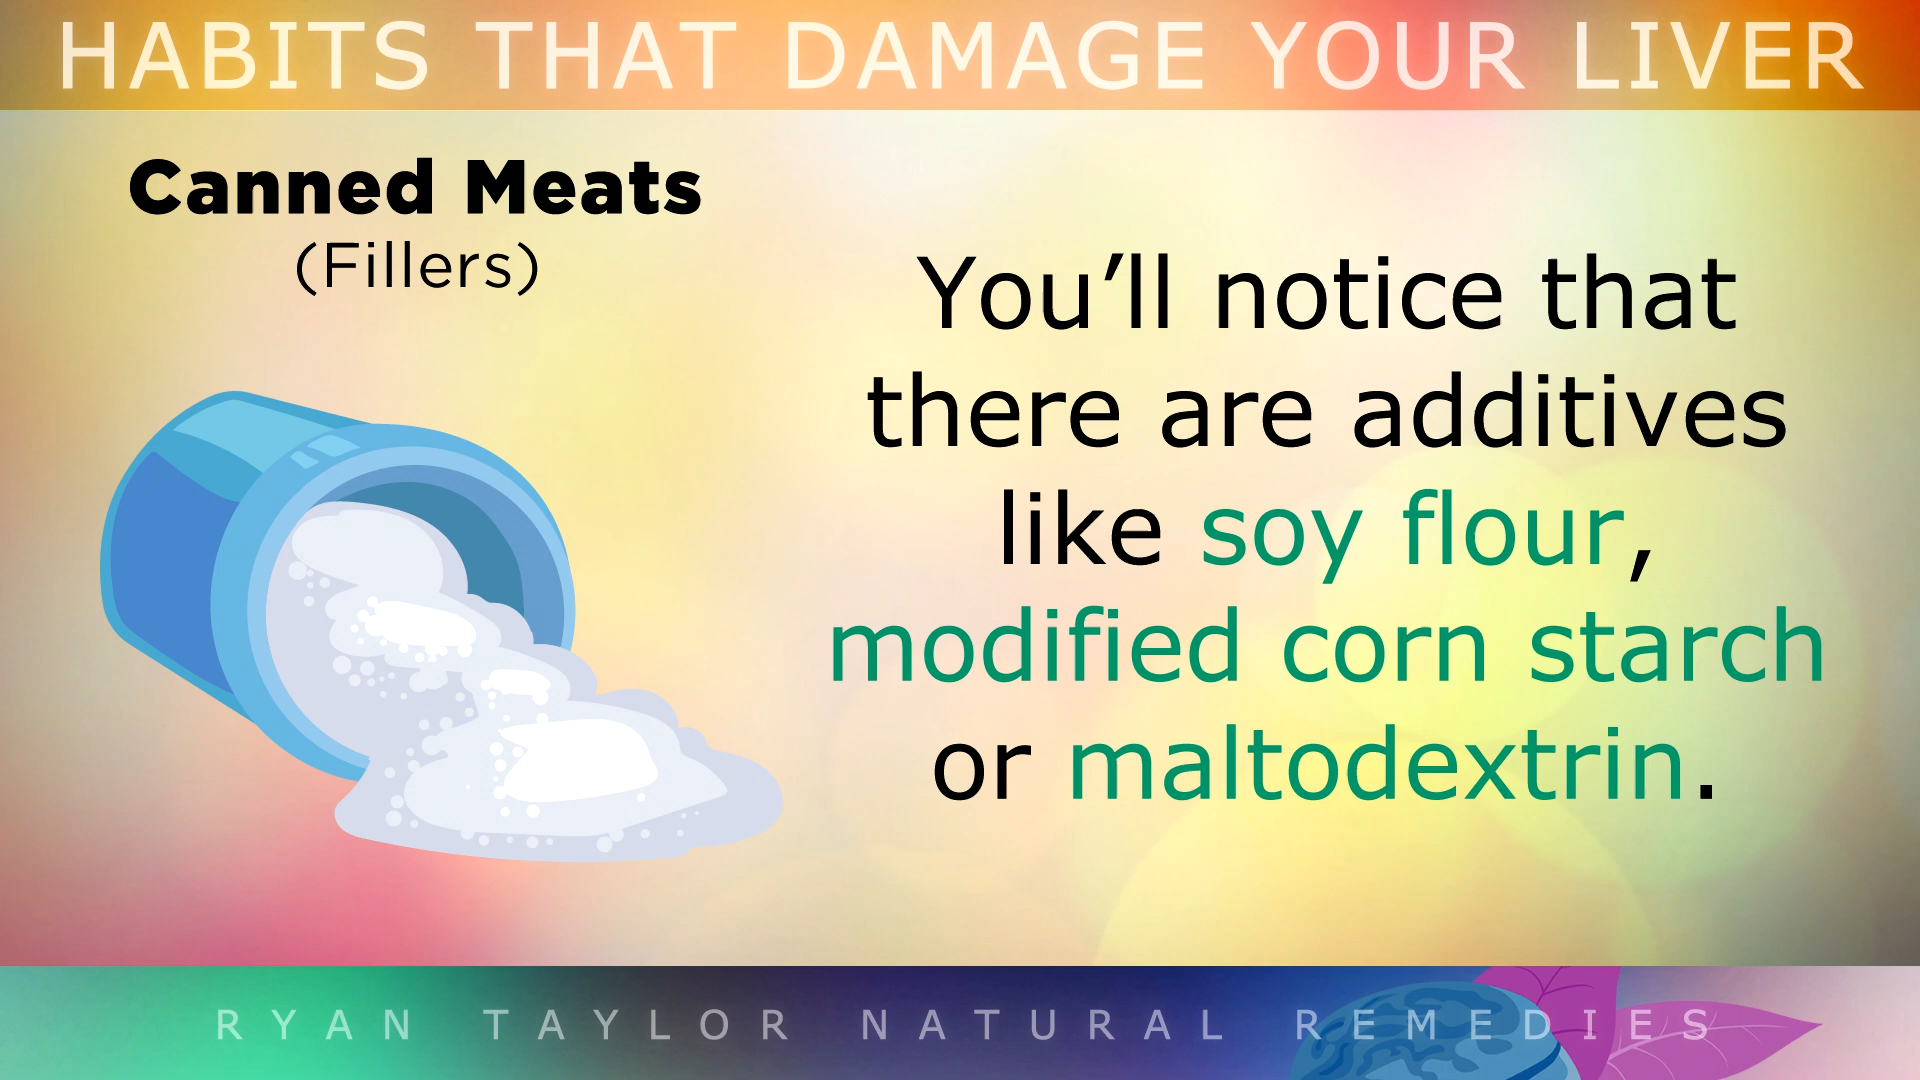 HABITS THAT DAMAGE YOUR LIVER
Canned Meats
(Fillers)
You’ll notice that
there are additives
like soy flour,
modified corn starch
or maltodextrin.
RYAN TAYLOR NATURAL REMEDIES